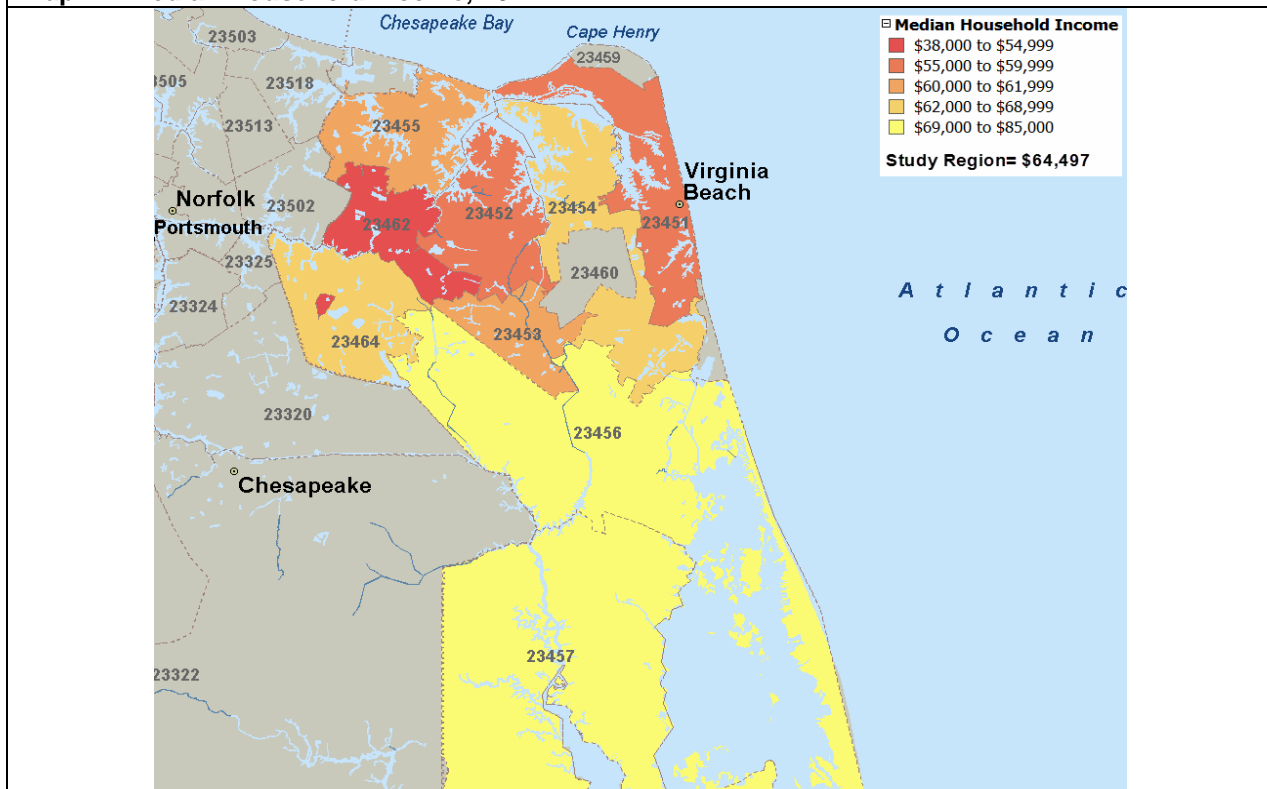 Chesapeake Bay
Cape Henry
Median Household Income
$38,000 to $54,999
$55,000 to $59,999
$60,000 to $61,999
$62,000 to $68,999
$69,000 to $85,000
Study Region= $64,497
23503
23459
23518
23513
23455
Virginia
Beach
Norfolk
Portsmouth
23502
23462
23452
23454
23451
23325
23460
23324
23464
23453
Atlantic
Ocean
23320
23456
Chesapeake
23457
23322